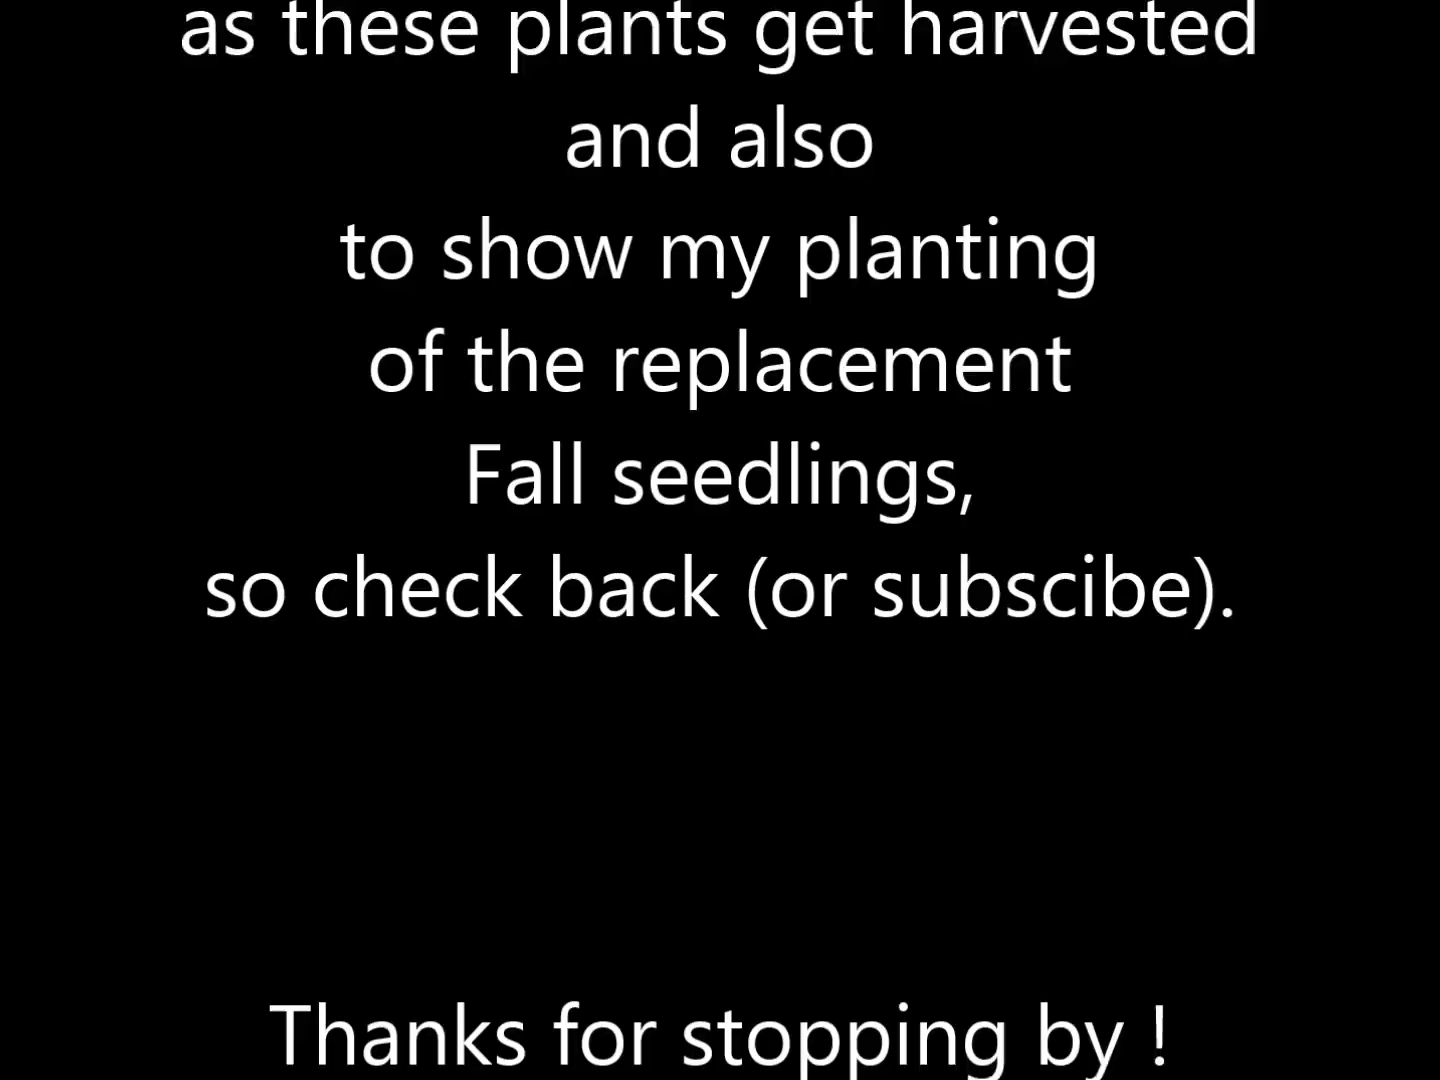 as these plants get harvested
and also
to show my planting
of the replacement
Fall seedlings,
so check back (or subscibe).
Thanks for stopping by !